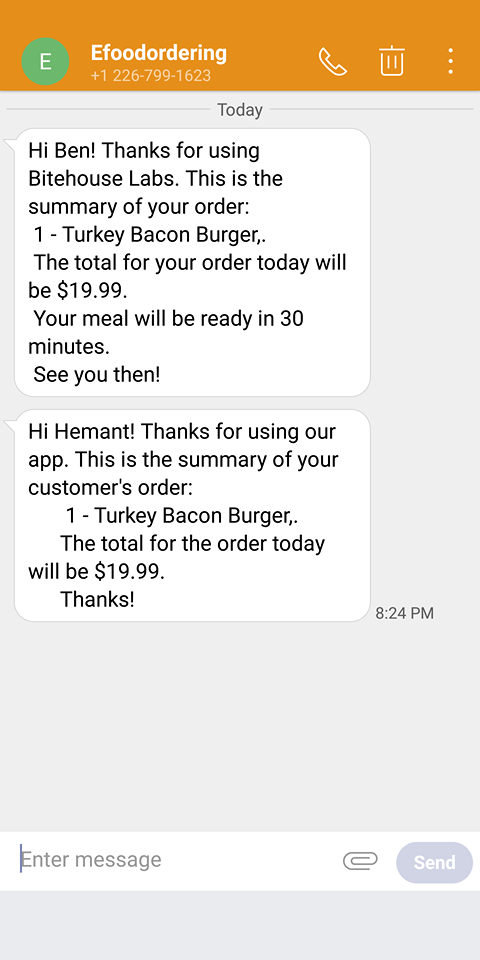 E
Efoodordering
+1 226-799-1623
Today
Hi Ben! Thanks for using
Bitehouse Labs. This is the
summary of your order:
1 - Turkey Bacon Burger,.
The total for your order today will
be $19.99.
Your meal will be ready in 30
minutes.
See you then!
Hi Hemant! Thanks for using our
app. This is the summary of your
customer's order:
1 - Turkey Bacon Burger,.
The total for the order today
will be $19.99.
Thanks!
8:24 PM
Enter message
Send